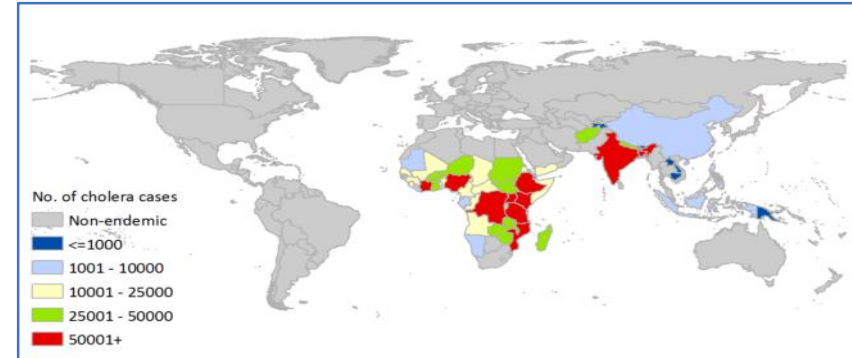 No. of cholera cases
Non-endemic
<=1000
1001 - 10000
10001 - 25000
25001 - 50000
50001+